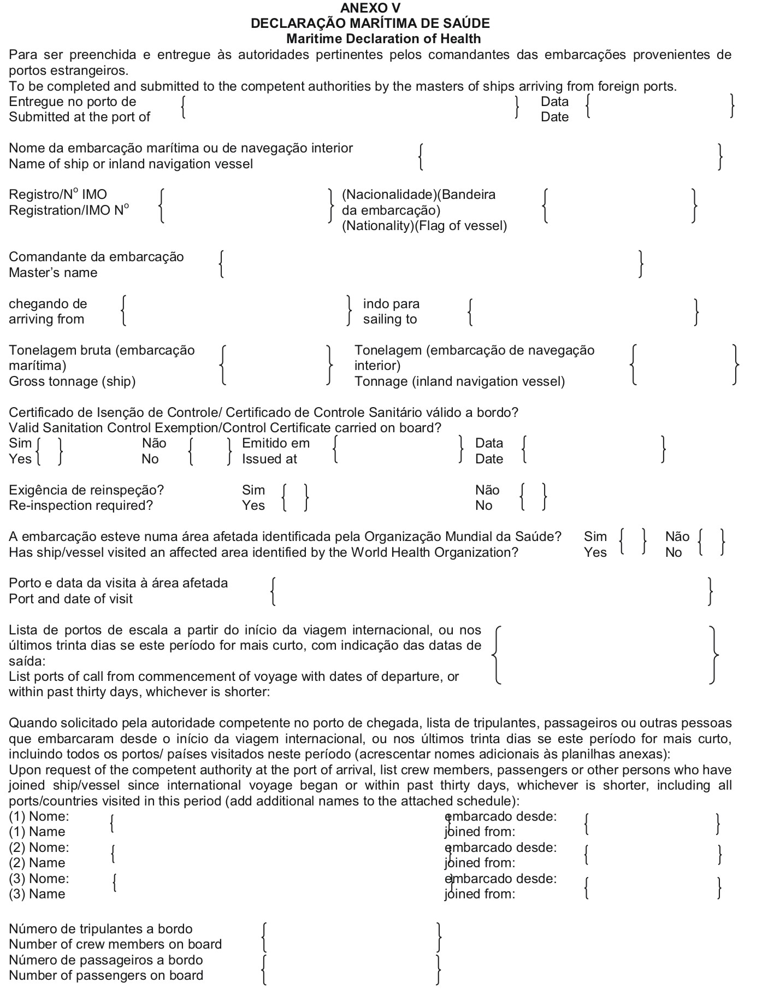 ANEXO V
DECLARAÇÃO MARÍTIMA DE SAÚDE
Maritime Declaration of Health
Para ser preenchida e entregue às autoridades pertinentes pelos comandantes das embarcações provenientes de
portos estrangeiros.
To be completed and submitted to the competent authorities by the masters of ships arriving from foreign ports.
Entregue no porto de { } Data { }
Submitted at the port of Date
Nome da embarcação marítima ou de navegação interior { }
Name of ship or inland navigation vessel
Registro/Nº IMO { } (Nacionalidade)(Bandeira { }
Registration/IMO Nº da embarcação)
(Nationality)(Flag of vessel)
Comandante da embarcação { }
Master’s name
chegando de { } indo para { }
arriving from sailing to
Tonelagem bruta (embarcação { } Tonelagem (embarcação de navegação { }
marítima) interior)
Gross tonnage (ship) Tonnage (inland navigation vessel)
Certificado de Isenção de Controle/ Certificado de Controle Sanitário válido a bordo?
Valid Sanitation Control Exemption/Control Certificate carried on board?
Sim { } Não { } Emitido em { } Data { }
Yes No Issued at Date
Exigência de reinspeção? Sim { } Não { }
Re-inspection required? Yes No
A embarcação esteve numa área afetada identificada pela Organização Mundial da Saúde? Sim { } Não { }
Has ship/vessel visited an affected area identified by the World Health Organization? Yes No
Porto e data da visita à área afetada { }
Port and date of visit
Lista de portos de escala a partir do início da viagem internacional, ou nos { }
últimos trinta dias se este período for mais curto, com indicação das datas de
saída:
List ports of call from commencement of voyage with dates of departure, or
within past thirty days, whichever is shorter:
Quando solicitado pela autoridade competente no porto de chegada, lista de tripulantes, passageiros ou outras pessoas
que embarcaram desde o início da viagem internacional, ou nos últimos trinta dias se este período for mais curto,
incluindo todos os portos/ países visitados neste período (acrescentar nomes adicionais às planilhas anexas):
Upon request of the competent authority at the port of arrival, list crew members, passengers or other persons who have
joined ship/vessel since international voyage began or within past thirty days, whichever is shorter, including all
ports/countries visited in this period (add additional names to the attached schedule):
(1) Nome: { } embarcado desde: { }
(1) Name joined from:
(2) Nome: { } embarcado desde: { }
(2) Name joined from:
(3) Nome: { } embarcado desde: { }
(3) Name joined from:
Número de tripulantes a bordo { }
Number of crew members on board
Número de passageiros a bordo { }
Number of passengers on board